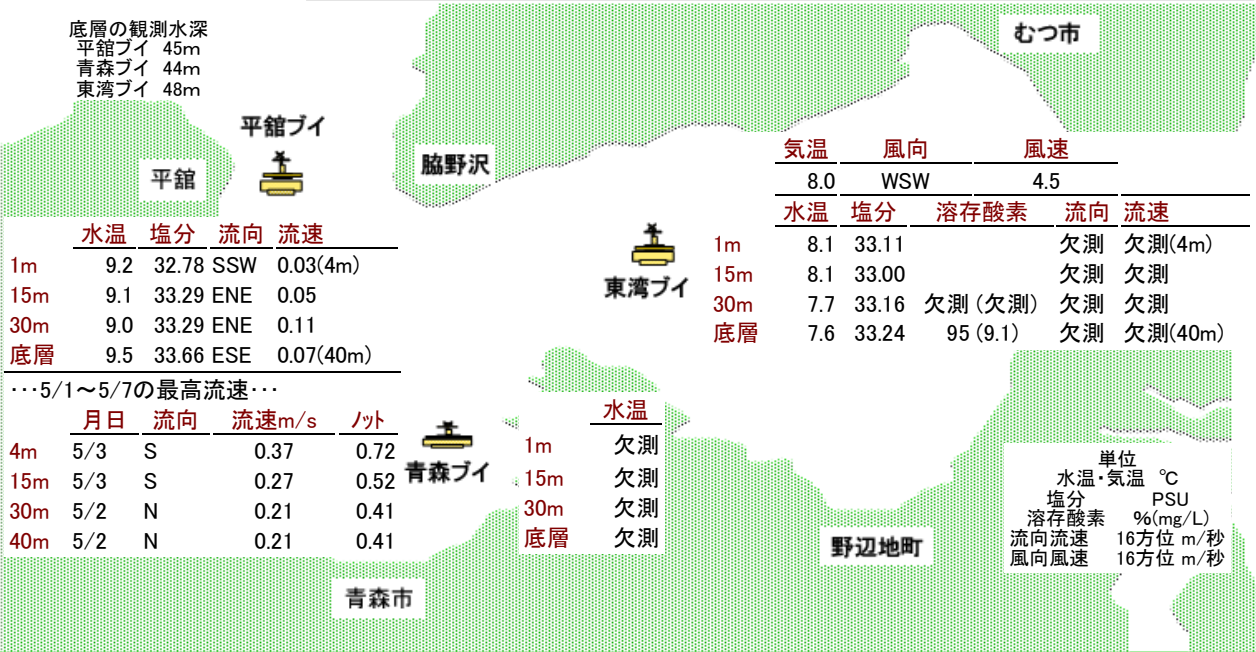 底層の観測水深
平舘ブイ 45m
青森ブイ 44m
東湾ブイ 48m
むつ市
平舘ブイ
脇野沢
平舘
気温 風向 風速
8.0 WSW 4.5
水温 塩分 溶存酸素 流向 流速
1m 8.1 33.11 欠測 欠測(4m)
15m 8.1 33.00 欠測 欠測
30m 7.7 33.16 欠測 (欠測) 欠測 欠測
底層 7.6 33.24 95 (9.1) 欠測 欠測(40m)
東湾ブイ
水温 塩分 流向 流速
1m 9.2 32.78 SSW 0.03(4m)
15m 9.1 33.29 ENE 0.05
30m 9.0 33.29 ENE 0.11
底層 9.5 33.66 ESE 0.07(40m)
･･･5/1～5/7の最高流速･･･
月日 流向 流速m/s ﾉｯﾄ
4m 5/3 S 0.37 0.72
15m 5/3 S 0.27 0.52
30m 5/2 N 0.21 0.41
40m 5/2 N 0.21 0.41
青森ブイ
水温
1m 欠測
15m 欠測
30m 欠測
底層 欠測
単位
水温・気温 ℃
塩分 PSU
溶存酸素 %(mg/L)
流向流速 16方位 m/秒
風向風速 16方位 m/秒
野辺地町
青森市